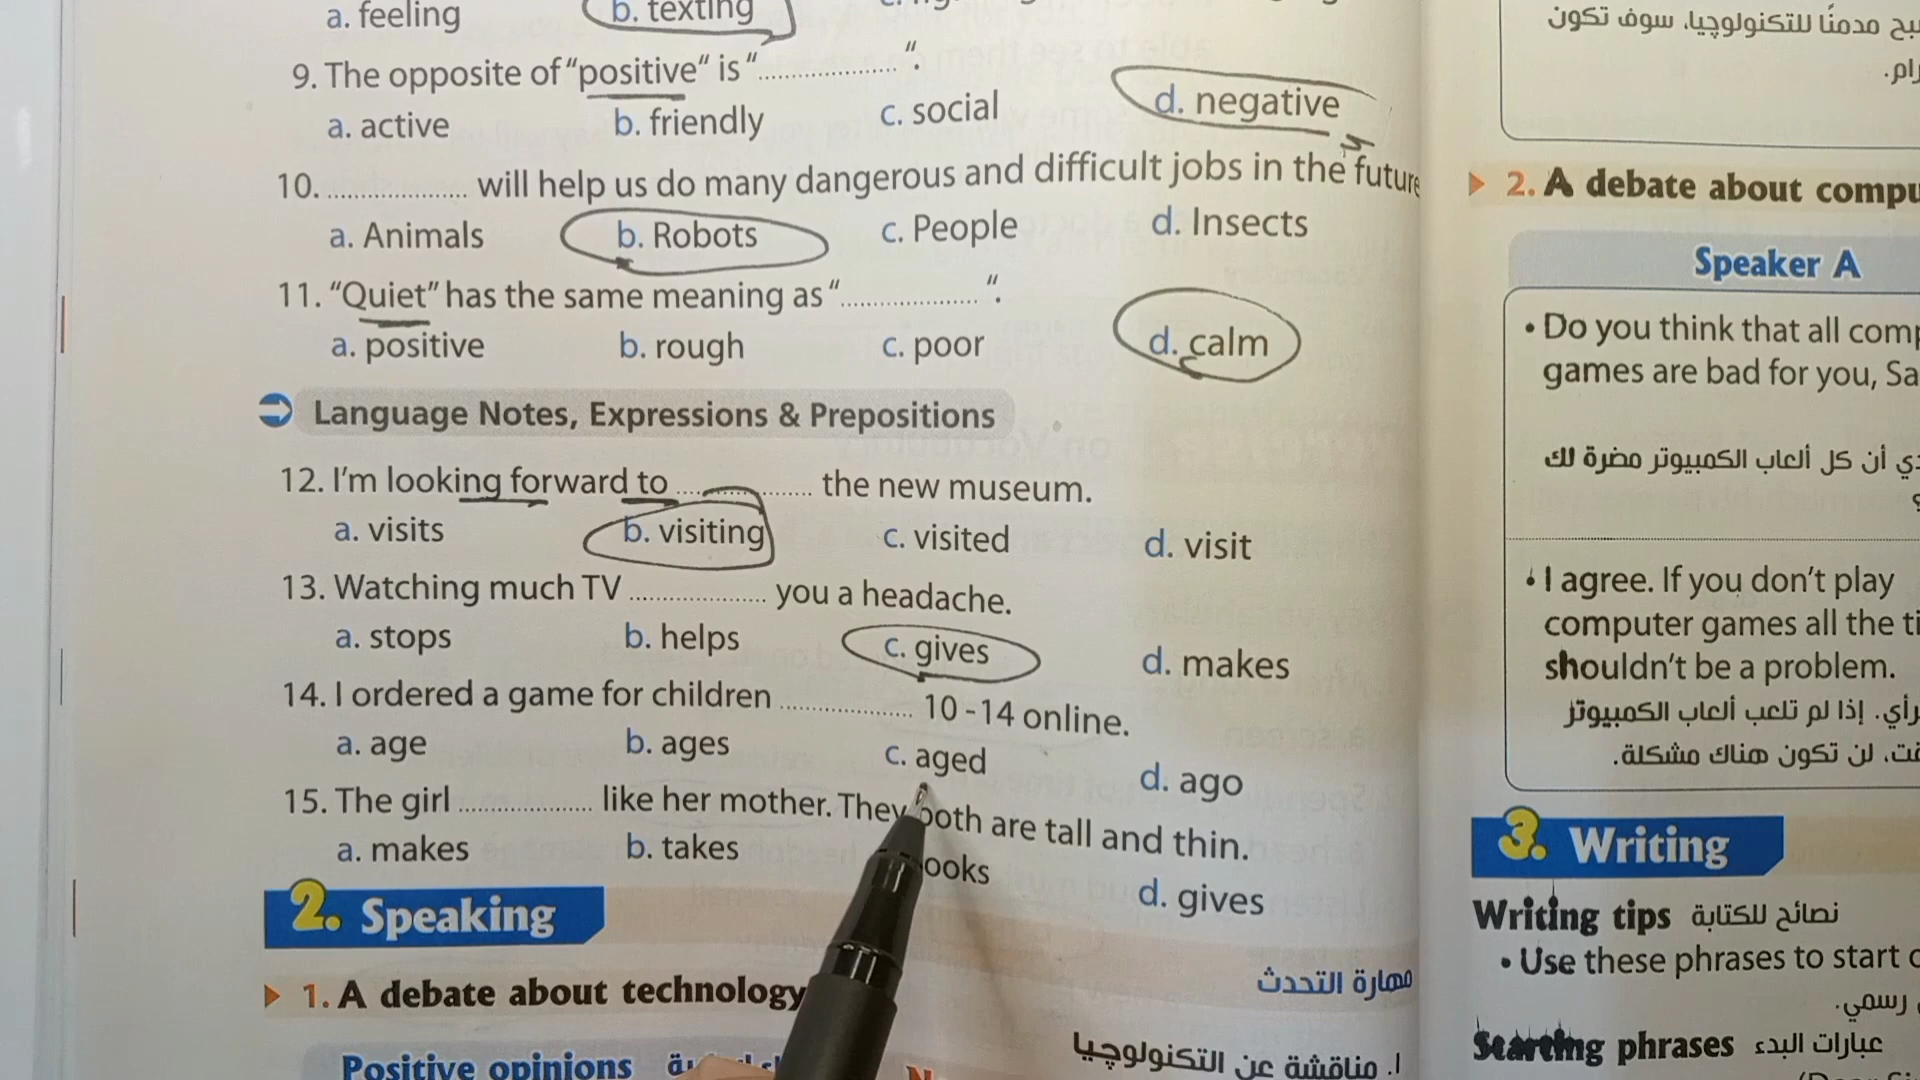 a. feeling b. texting
9. The opposite of "positive" is "....................".
a. active b. friendly c. social d. negative
10. .................... will help us do many dangerous and difficult jobs in the future
a. Animals b. Robots c. People d. Insects
11. "Quiet" has the same meaning as "....................".
a. positive b. rough c. poor d. calm
Language Notes, Expressions & Prepositions
12. I'm looking forward to .................... the new museum.
a. visits b. visiting c. visited d. visit
13. Watching much TV .................... you a headache.
a. stops b. helps c. gives d. makes
14. I ordered a game for children .................... 10 - 14 online.
a. age b. ages c. aged d. ago
15. The girl .................... like her mother. They both are tall and thin.
a. makes b. takes ooks d. gives
2. Speaking
مهارة التحدث
1. A debate about technology
١. مناقشة عن التكنولوچيا
Positive opinions
مدمنًا للتكنولوچيا، سوف تكون
2. A debate about compu
Speaker A
• Do you think that all comp
games are bad for you, Sa
أن كل ألعاب الكمبيوتر مضرة لك
• I agree. If you don't play
computer games all the ti
shouldn't be a problem.
رأي. إذا لم تلعب ألعاب الكمبيوتر
لن تكون هناك مشكلة.
3. Writing
Writing tips نصائح للكتابة
• Use these phrases to start
رسمي.
Starting phrases عبارات البدء